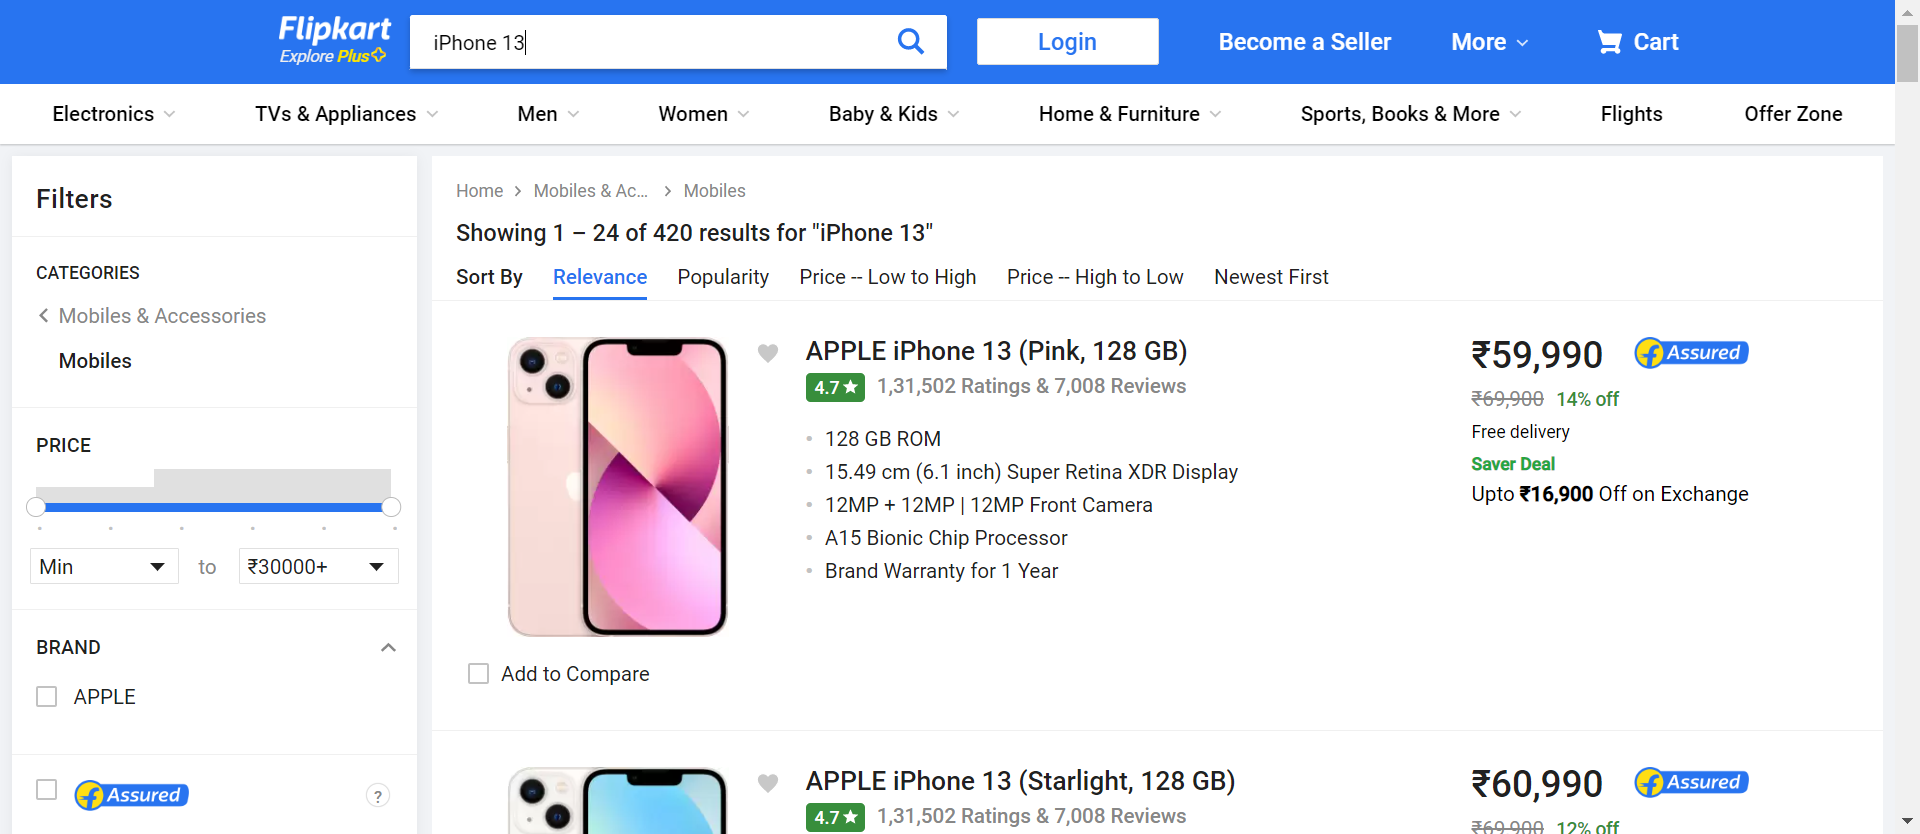 Flipkart
Explore Plus
iPhone 13
Login
Become a Seller
More
Cart
Electronics
TVs & Appliances
Men
Women
Baby & Kids
Home & Furniture
Sports, Books & More
Flights
Offer Zone
Filters
CATEGORIES
Mobiles & Accessories
Mobiles
PRICE
Min
to
₹30000+
BRAND
APPLE
Assured
?
Home
Mobiles & Ac...
Mobiles
Showing 1 – 24 of 420 results for "iPhone 13"
Sort By
Relevance
Popularity
Price -- Low to High
Price -- High to Low
Newest First
APPLE iPhone 13 (Pink, 128 GB)
4.7★
1,31,502 Ratings & 7,008 Reviews
128 GB ROM
15.49 cm (6.1 inch) Super Retina XDR Display
12MP + 12MP | 12MP Front Camera
A15 Bionic Chip Processor
Brand Warranty for 1 Year
Add to Compare
₹59,990
Assured
₹69,900 14% off
Free delivery
Saver Deal
Upto ₹16,900 Off on Exchange
APPLE iPhone 13 (Starlight, 128 GB)
4.7★
1,31,502 Ratings & 7,008 Reviews
₹60,990
Assured
₹69,900 12% off